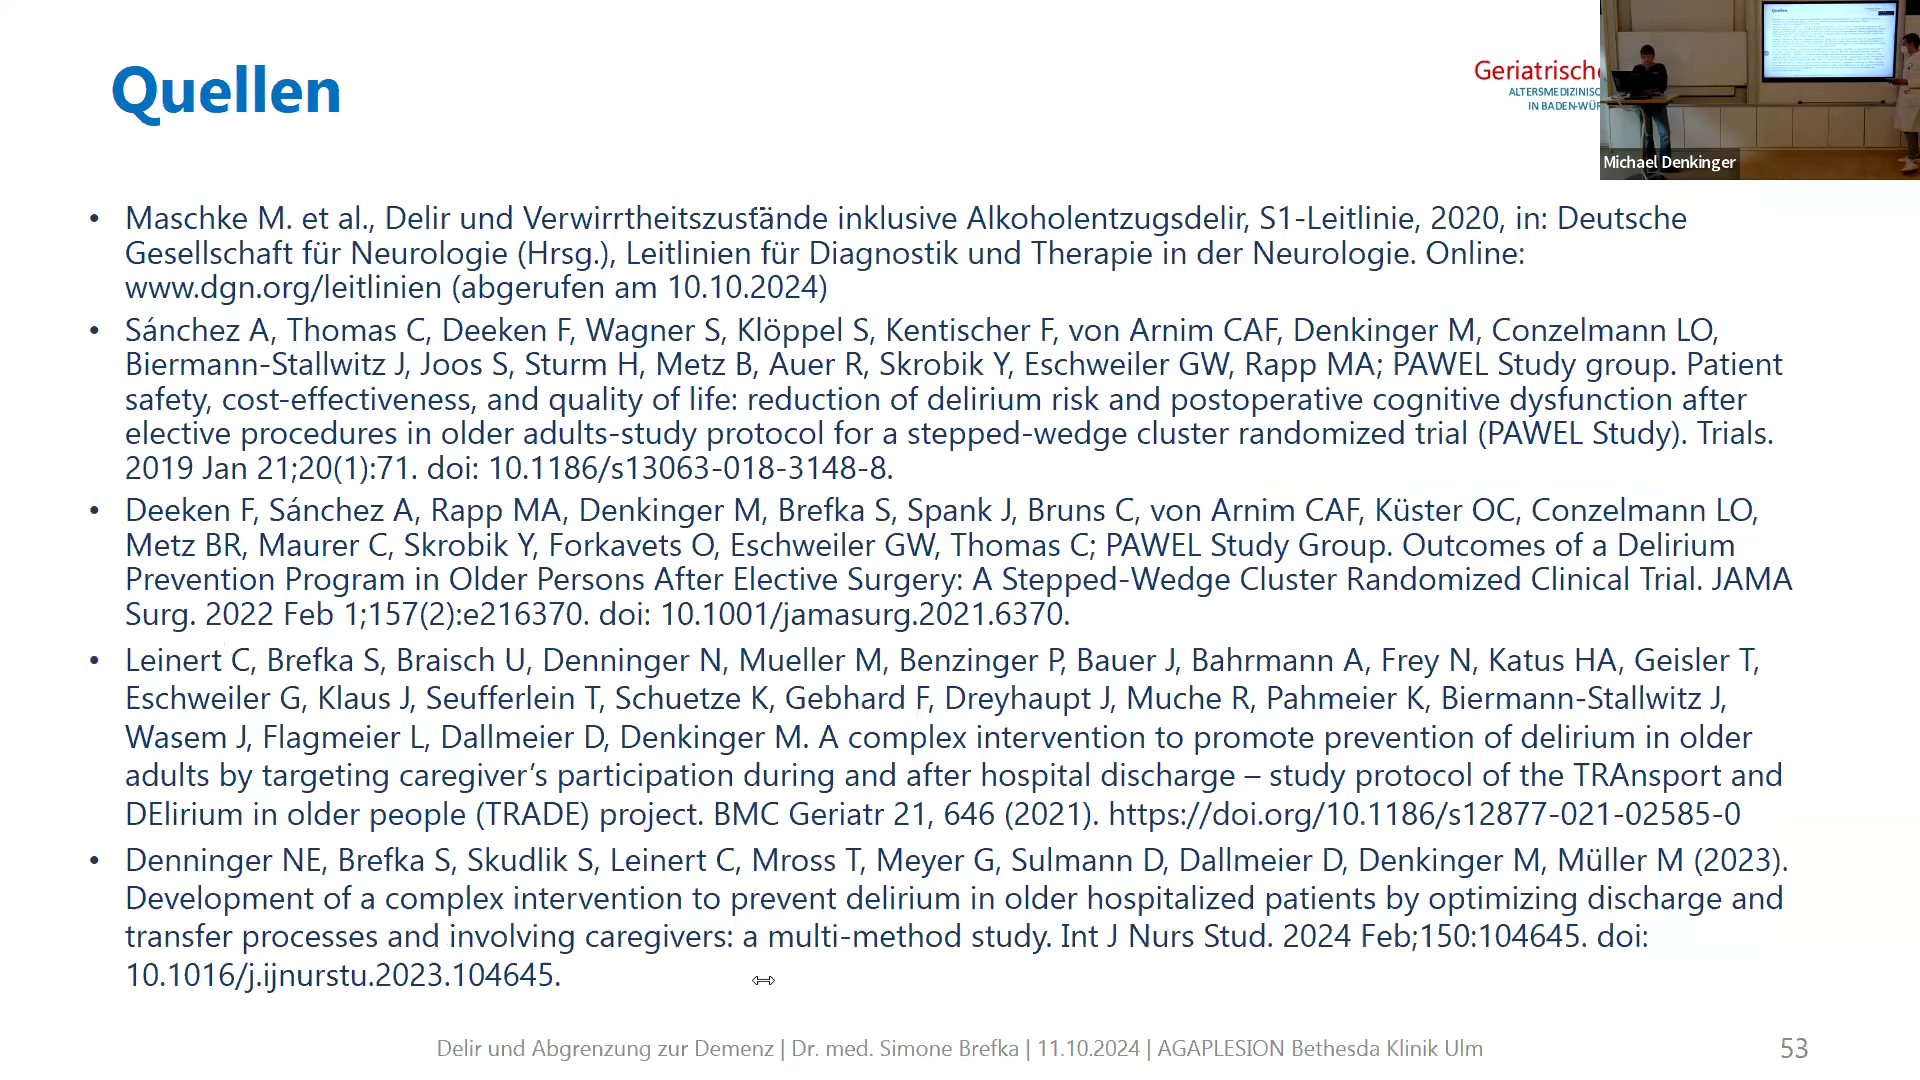 Quellen
Geriatrische
ALTERSMEDIZINISC
IN BADEN-WÜR
Michael Denkinger
• Maschke M. et al., Delir und Verwirrtheitszustände inklusive Alkoholentzugsdelir, S1-Leitlinie, 2020, in: Deutsche
Gesellschaft für Neurologie (Hrsg.), Leitlinien für Diagnostik und Therapie in der Neurologie. Online:
www.dgn.org/leitlinien (abgerufen am 10.10.2024)
• Sánchez A, Thomas C, Deeken F, Wagner S, Klöppel S, Kentischer F, von Arnim CAF, Denkinger M, Conzelmann LO,
Biermann-Stallwitz J, Joos S, Sturm H, Metz B, Auer R, Skrobik Y, Eschweiler GW, Rapp MA; PAWEL Study group. Patient
safety, cost-effectiveness, and quality of life: reduction of delirium risk and postoperative cognitive dysfunction after
elective procedures in older adults-study protocol for a stepped-wedge cluster randomized trial (PAWEL Study). Trials.
2019 Jan 21;20(1):71. doi: 10.1186/s13063-018-3148-8.
• Deeken F, Sánchez A, Rapp MA, Denkinger M, Brefka S, Spank J, Bruns C, von Arnim CAF, Küster OC, Conzelmann LO,
Metz BR, Maurer C, Skrobik Y, Forkavets O, Eschweiler GW, Thomas C; PAWEL Study Group. Outcomes of a Delirium
Prevention Program in Older Persons After Elective Surgery: A Stepped-Wedge Cluster Randomized Clinical Trial. JAMA
Surg. 2022 Feb 1;157(2):e216370. doi: 10.1001/jamasurg.2021.6370.
• Leinert C, Brefka S, Braisch U, Denninger N, Mueller M, Benzinger P, Bauer J, Bahrmann A, Frey N, Katus HA, Geisler T,
Eschweiler G, Klaus J, Seufferlein T, Schuetze K, Gebhard F, Dreyhaupt J, Muche R, Pahmeier K, Biermann-Stallwitz J,
Wasem J, Flagmeier L, Dallmeier D, Denkinger M. A complex intervention to promote prevention of delirium in older
adults by targeting caregiver’s participation during and after hospital discharge – study protocol of the TRAnsport and
DElirium in older people (TRADE) project. BMC Geriatr 21, 646 (2021). https://doi.org/10.1186/s12877-021-02585-0
• Denninger NE, Brefka S, Skudlik S, Leinert C, Mross T, Meyer G, Sulmann D, Dallmeier D, Denkinger M, Müller M (2023).
Development of a complex intervention to prevent delirium in older hospitalized patients by optimizing discharge and
transfer processes and involving caregivers: a multi-method study. Int J Nurs Stud. 2024 Feb;150:104645. doi:
10.1016/j.ijnurstu.2023.104645.
Delir und Abgrenzung zur Demenz | Dr. med. Simone Brefka | 11.10.2024 | AGAPLESION Bethesda Klinik Ulm
53